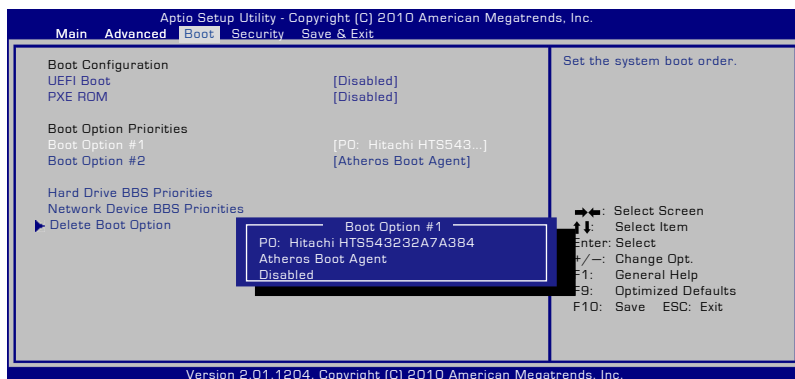 Aptio Setup Utility - Copyright (C) 2010 American Megatrends, Inc.
Main Advanced Boot Security Save & Exit
Boot Configuration
UEFI Boot [Disabled]
PXE ROM [Disabled]
Boot Option Priorities
Boot Option #1 [P0: Hitachi HTS543...]
Boot Option #2 [Atheros Boot Agent]
Hard Drive BBS Priorities
Network Device BBS Priorities
Delete Boot Option
Boot Option #1
P0: Hitachi HTS543232A7A384
Atheros Boot Agent
Disabled
Set the system boot order.
→←: Select Screen
↑↓: Select Item
Enter: Select
+/—: Change Opt.
F1: General Help
F9: Optimized Defaults
F10: Save ESC: Exit
Version 2.01.1204. Copyright (C) 2010 American Megatrends, Inc.